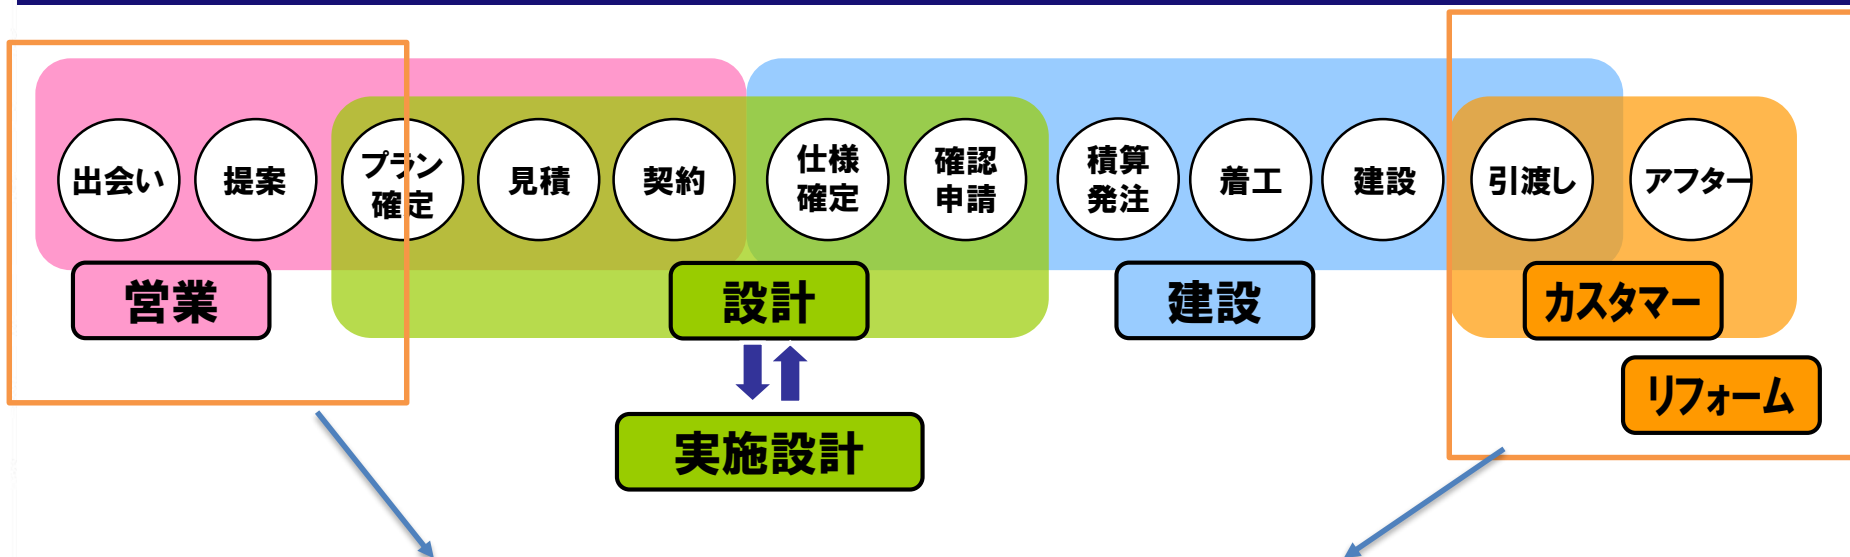 出会い
提案
プラン
確定
見積
契約
仕様
確定
確認
申請
積算
発注
着工
建設
引渡し
アフター
営業
設計
建設
カスタマー
リフォーム
実施設計